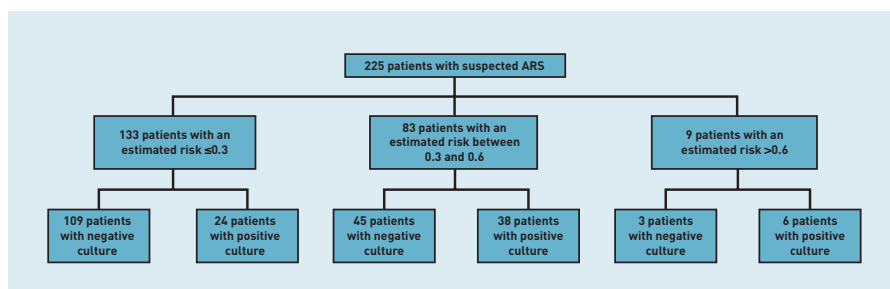 225 patients with suspected ARS
133 patients with an
estimated risk ≤0.3
83 patients with an
estimated risk between
0.3 and 0.6
9 patients with an
estimated risk >0.6
109 patients
with negative
culture
24 patients
with positive
culture
45 patients
with negative
culture
38 patients
with positive
culture
3 patients
with negative
culture
6 patients
with positive
culture